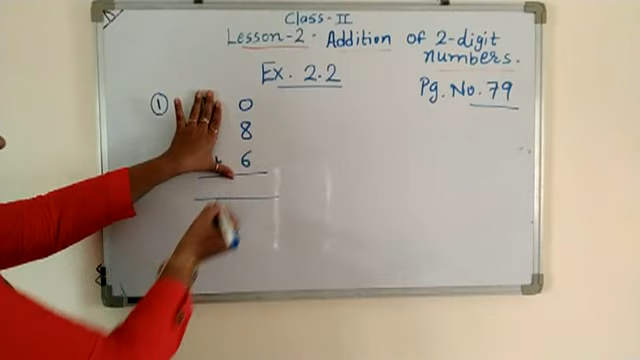 Class-II
Lesson-2. Addition of 2-digit
numbers.
Ex. 2.2
Pg. No. 79
① 0
8
6